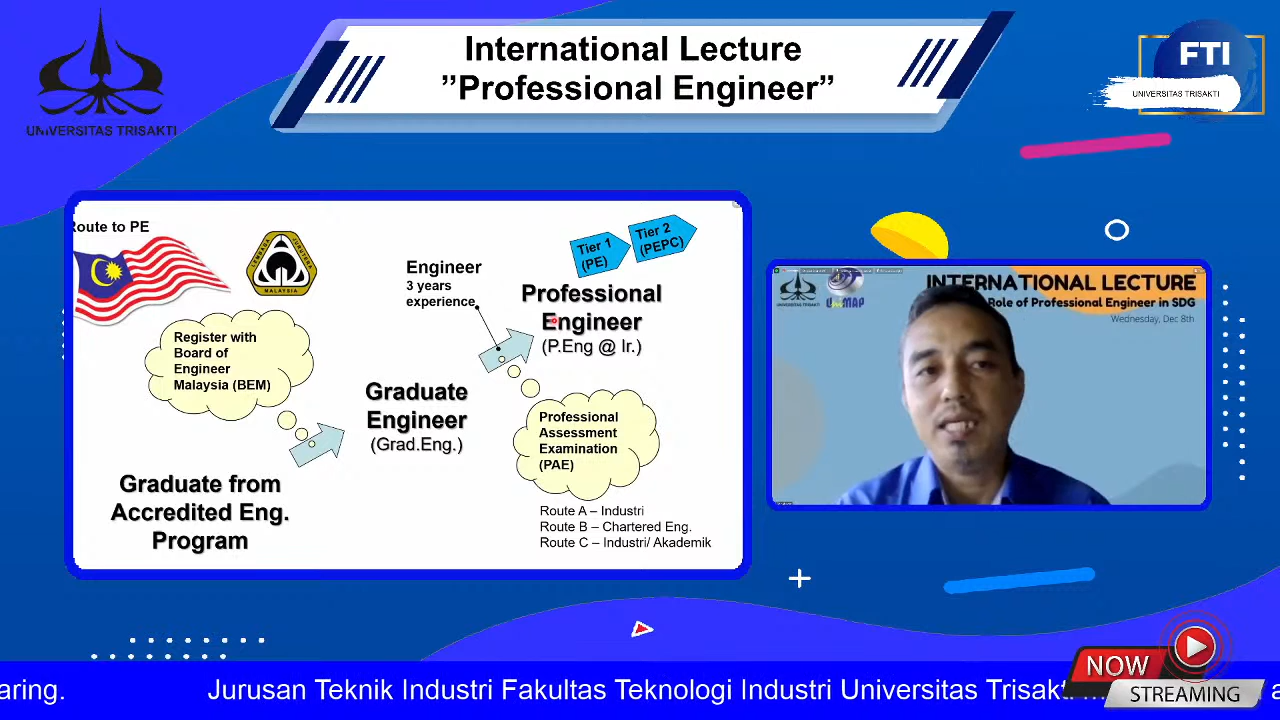 International Lecture
”Professional Engineer”
UNIVERSITAS TRISAKTI
FTI
UNIVERSITAS TRISAKTI
Route to PE
MALAYSIA
Register with
Board of
Engineer
Malaysia (BEM)
Graduate from
Accredited Eng.
Program
Graduate
Engineer
(Grad.Eng.)
Engineer
3 years
experience
Professional
Engineer
(P.Eng @ Ir.)
Tier 1
(PE)
Tier 2
(PEPC)
Professional
Assessment
Examination
(PAE)
Route A – Industri
Route B – Chartered Eng.
Route C – Industri/ Akademik
UNIVERSITAS TRISAKTI
UniMAP
INTERNATIONAL LECTURE
Role of Professional Engineer in SDG
Wednesday, Dec 8th
aring. Jurusan Teknik Industri Fakultas Teknologi Industri Universitas Trisakti
NOW
STREAMING